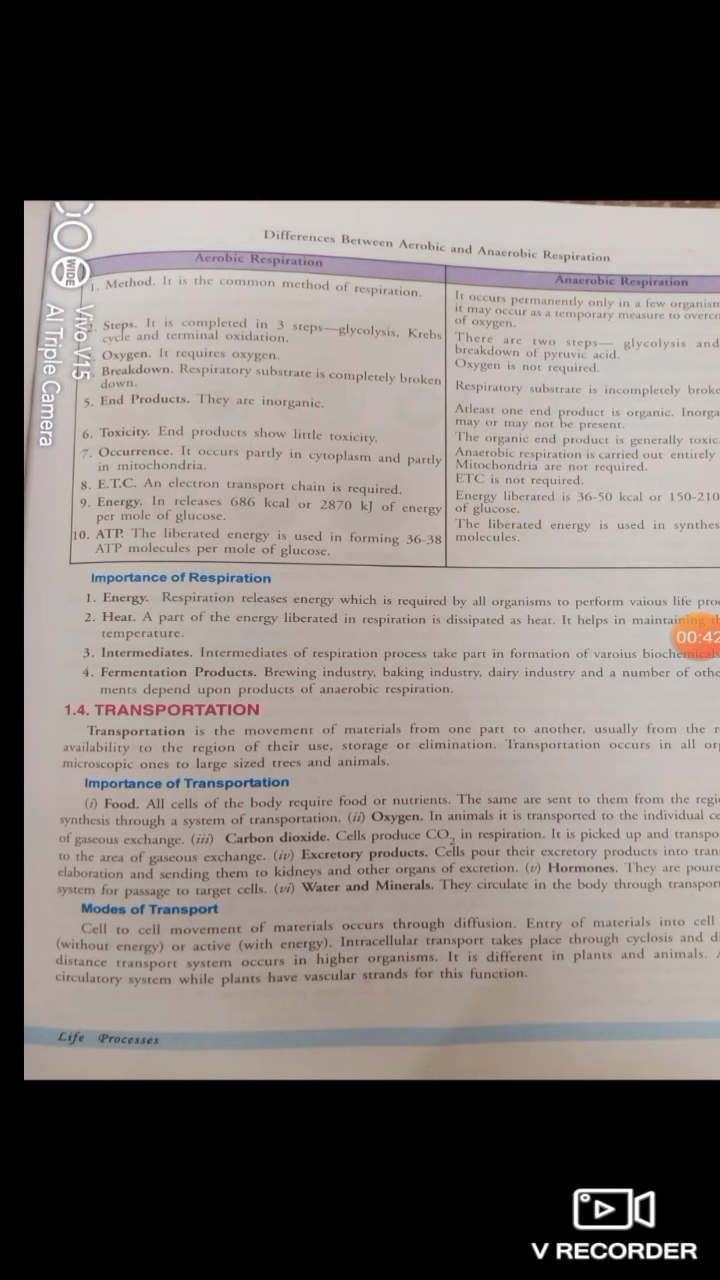 Differences Between Aerobic and Anaerobic Respiration
Aerobic Respiration
1. Method. It is the common method of respiration.
2. Steps. It is completed in 3 steps—glycolysis, Krebs
cycle and terminal oxidation.
Oxygen. It requires oxygen.
Breakdown. Respiratory substrate is completely broken
down.
5. End Products. They are inorganic.
6. Toxicity. End products show little toxicity.
7. Occurrence. It occurs partly in cytoplasm and partly
in mitochondria.
8. E.T.C. An electron transport chain is required.
9. Energy. In releases 686 kcal or 2870 kJ of energy
per mole of glucose.
10. ATP. The liberated energy is used in forming 36-38
ATP molecules per mole of glucose.
Anaerobic Respiration
It occurs permanently only in a few organism
it may occur as a temporary measure to overco
of oxygen.
There are two steps— glycolysis and
breakdown of pyruvic acid.
Oxygen is not required.
Respiratory substrate is incompletely broke
Atleast one end product is organic. Inorga
may or may not be present.
The organic end product is generally toxic.
Anaerobic respiration is carried out entirely
Mitochondria are not required.
ETC is not required.
Energy liberated is 36-50 kcal or 150-210
of glucose.
The liberated energy is used in synthes
molecules.
Importance of Respiration
1. Energy. Respiration releases energy which is required by all organisms to perform vaious life proc
2. Heat. A part of the energy liberated in respiration is dissipated as heat. It helps in maintaining
temperature.
3. Intermediates. Intermediates of respiration process take part in formation of varoius biochemicals
4. Fermentation Products. Brewing industry, baking industry, dairy industry and a number of othe
ments depend upon products of anaerobic respiration.
1.4. TRANSPORTATION
Transportation is the movement of materials from one part to another, usually from the r
availability to the region of their use, storage or elimination. Transportation occurs in all or
microscopic ones to large sized trees and animals.
Importance of Transportation
(i) Food. All cells of the body require food or nutrients. The same are sent to them from the regi
synthesis through a system of transportation. (ii) Oxygen. In animals it is transported to the individual ce
of gaseous exchange. (iii) Carbon dioxide. Cells produce CO2 in respiration. It is picked up and transpo
to the area of gaseous exchange. (iv) Excretory products. Cells pour their excretory products into tran
elaboration and sending them to kidneys and other organs of excretion. (v) Hormones. They are poure
system for passage to target cells. (vi) Water and Minerals. They circulate in the body through transpor
Modes of Transport
Cell to cell movement of materials occurs through diffusion. Entry of materials into cell
(without energy) or active (with energy). Intracellular transport takes place through cyclosis and di
distance transport system occurs in higher organisms. It is different in plants and animals.
circulatory system while plants have vascular strands for this function.
Life Processes
WIDE
Vivo V15
AI Triple Camera
00:42
V RECORDER